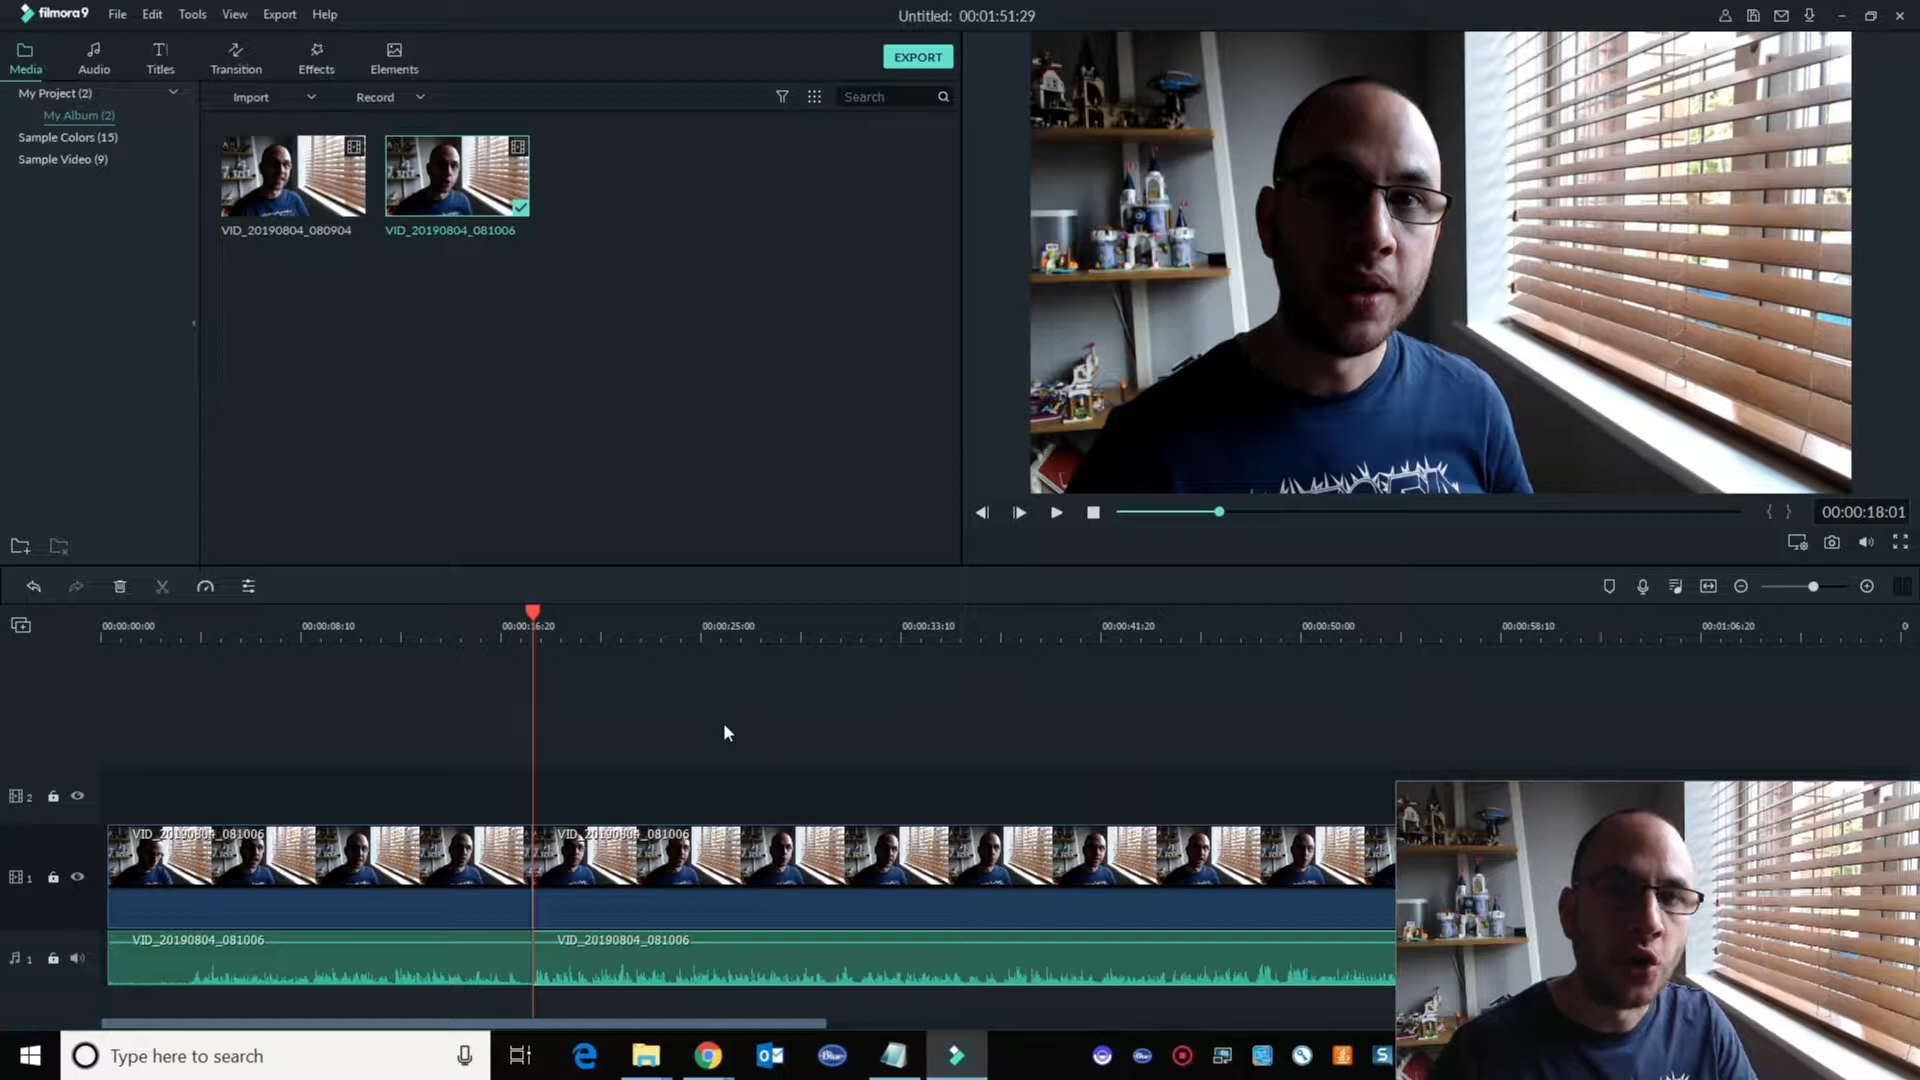 filmora9 File Edit Tools View Export Help Untitled: 00:01:51:29
Media Audio Titles Transition Effects Elements EXPORT
My Project (2) Import Record Search
My Album (2)
Sample Colors (15)
Sample Video (9)
VID_20190804_080904 VID_20190804_081006
00:00:18:01
00:00:00:00 00:00:08:10 00:00:16:20 00:00:25:00 00:00:33:10 00:00:41:20 00:00:50:00 00:00:58:10 00:01:06:20
2
VID_20190804_081006 VID_20190804_081006
1
VID_20190804_081006 VID_20190804_081006
1
Type here to search Blue